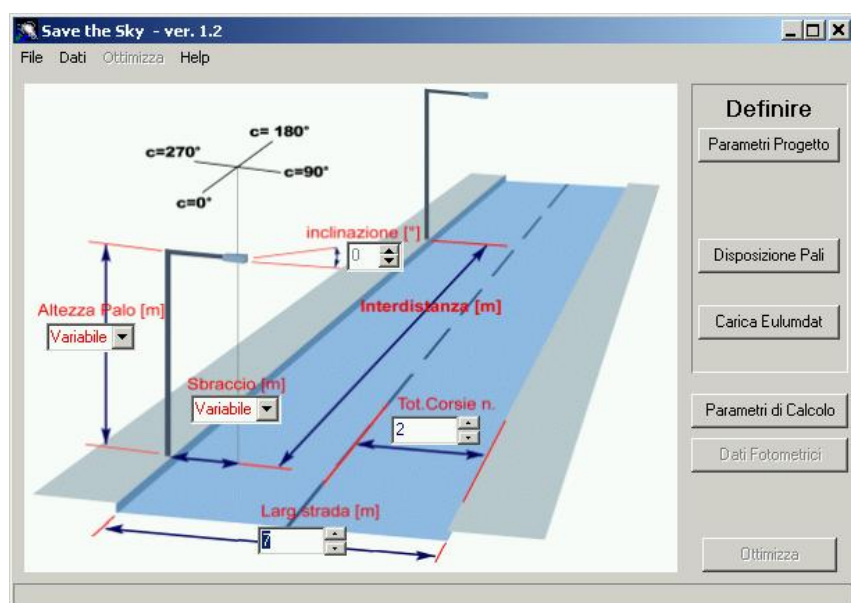 Save the Sky - ver. 1.2
File Dati Ottimizza Help
Definire
Parametri Progetto
Disposizione Pali
Carica Eulumdat
Parametri di Calcolo
Dati Fotometrici
Ottimizza
c= 180°
c=270°
c=90°
c=0°
inclinazione [°]
0
Altezza Palo [m]
Variabile
Interdistanza [m]
Sbraccio [m]
Variabile
Tot.Corsie n.
2
Larg.strada [m]
7